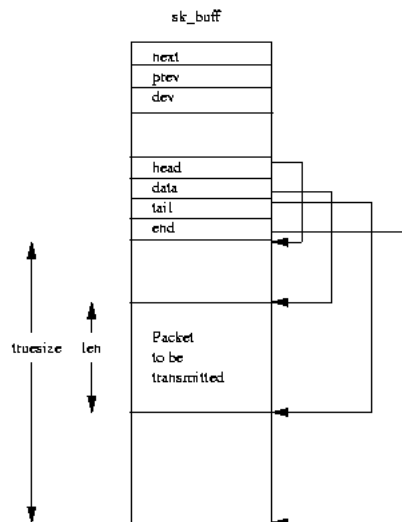 sk_buff
next
prev
dev
head
data
tail
end
truesize
len
Packet
to be
transmitted